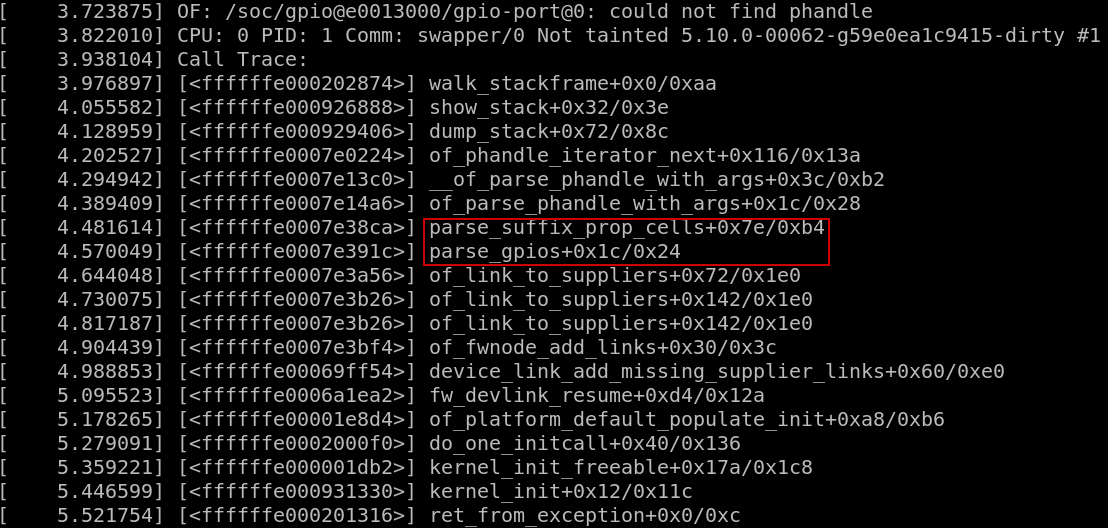 [    3.723875] OF: /soc/gpio@e0013000/gpio-port@0: could not find phandle
[    3.822010] CPU: 0 PID: 1 Comm: swapper/0 Not tainted 5.10.0-00062-g59e0ea1c9415-dirty #1
[    3.938104] Call Trace:
[    3.976897] [<ffffffe000202874>] walk_stackframe+0x0/0xaa
[    4.055582] [<ffffffe000926888>] show_stack+0x32/0x3e
[    4.128959] [<ffffffe000929406>] dump_stack+0x72/0x8c
[    4.202527] [<ffffffe0007e0224>] of_phandle_iterator_next+0x116/0x13a
[    4.294942] [<ffffffe0007e13c0>] __of_parse_phandle_with_args+0x3c/0xb2
[    4.389409] [<ffffffe0007e14a6>] of_parse_phandle_with_args+0x1c/0x28
[    4.481614] [<ffffffe0007e38ca>] parse_suffix_prop_cells+0x7e/0xb4
[    4.570049] [<ffffffe0007e391c>] parse_gpios+0x1c/0x24
[    4.644048] [<ffffffe0007e3a56>] of_link_to_suppliers+0x72/0x1e0
[    4.730075] [<ffffffe0007e3b26>] of_link_to_suppliers+0x142/0x1e0
[    4.817187] [<ffffffe0007e3b26>] of_link_to_suppliers+0x142/0x1e0
[    4.904439] [<ffffffe0007e3bf4>] of_fwnode_add_links+0x30/0x3c
[    4.988853] [<ffffffe00069ff54>] device_link_add_missing_supplier_links+0x60/0xe0
[    5.095523] [<ffffffe0006a1ea2>] fw_devlink_resume+0xd4/0x12a
[    5.178265] [<ffffffe00001e8d4>] of_platform_default_populate_init+0xa8/0xb6
[    5.279091] [<ffffffe0002000f0>] do_one_initcall+0x40/0x136
[    5.359221] [<ffffffe000001db2>] kernel_init_freeable+0x17a/0x1c8
[    5.446599] [<ffffffe000931330>] kernel_init+0x12/0x11c
[    5.521754] [<ffffffe000201316>] ret_from_exception+0x0/0xc